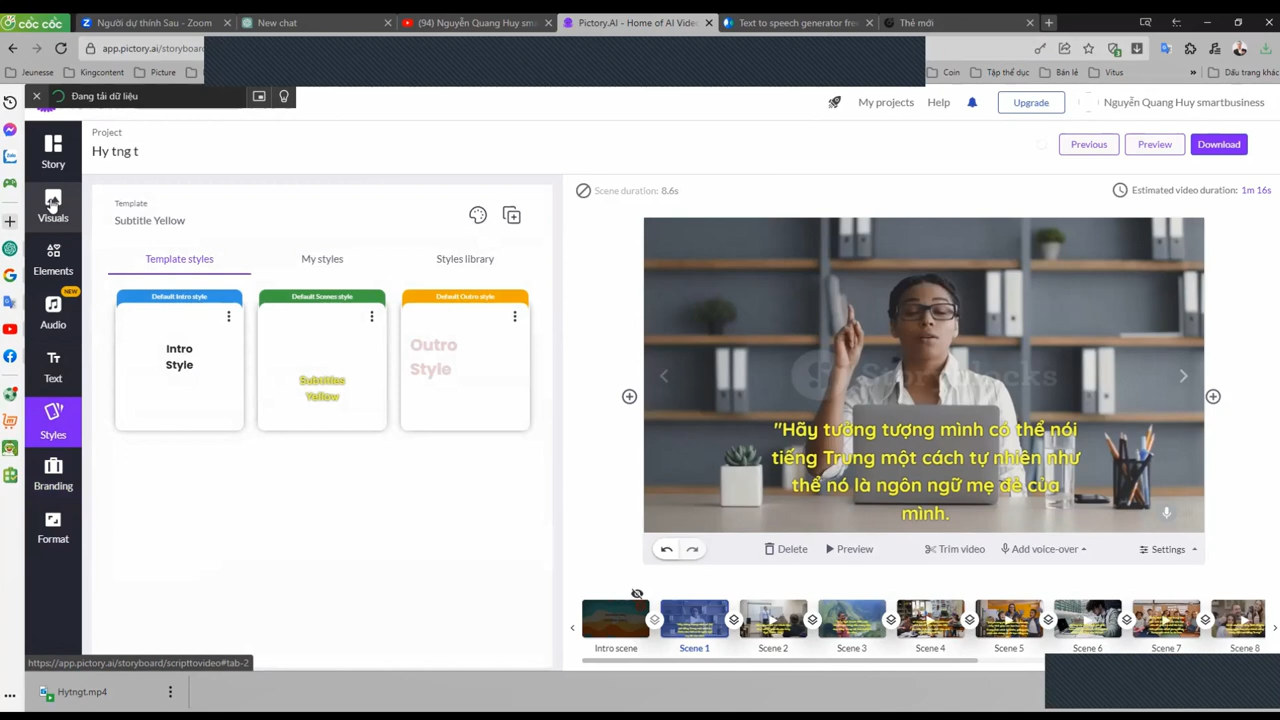 cốc cốc
Người dự thính Sau - Zoom
New chat
(94) Nguyễn Quang Huy sm
Pictory.AI - Home of AI Vide
Text to speech generator fre
Thẻ mới
app.pictory.ai/storyboard
Jeunesse
Kingcontent
Picture
Coin
Tập thể dục
Bán lẻ
Vitus
Dấu trang khác
Đang tải dữ liệu
My projects
Help
Upgrade
Nguyễn Quang Huy smartbusiness
Project
Hy tng t
Previous
Preview
Download
Story
Visuals
Elements
NEW
Audio
Text
Styles
Branding
Format
Template
Subtitle Yellow
Template styles
My styles
Styles library
Default Intro style
Default Scenes style
Default Outro style
Intro
Style
Subtitles
Yellow
Outro
Style
Scene duration: 8.6s
Estimated video duration: 1m 16s
Storyblocks
"Hãy tưởng tượng mình có thể nói
tiếng Trung một cách tự nhiên như
thể nó là ngôn ngữ mẹ đẻ của
mình.
Delete
Preview
Trim video
Add voice-over
Settings
Intro scene
Scene 1
Scene 2
Scene 3
Scene 4
Scene 5
Scene 6
Scene 7
Scene 8
https://app.pictory.ai/storyboard/scripttovideo#tab-2
Hytngt.mp4